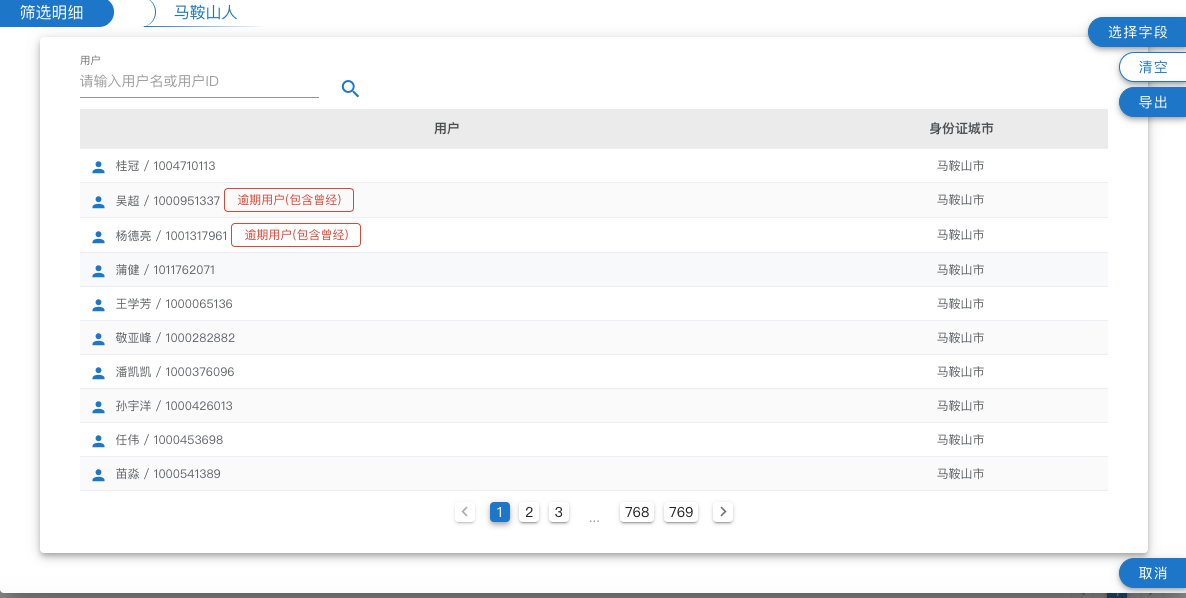 筛选明细
马鞍山人
选择字段
清空
导出
用户
请输入用户名或用户ID
用户 身份证城市
桂冠 / 1004710113 马鞍山市
吴超 / 1000951337 逾期用户(包含曾经) 马鞍山市
杨德亮 / 1001317961 逾期用户(包含曾经) 马鞍山市
蒲健 / 1011762071 马鞍山市
王学芳 / 1000065136 马鞍山市
敬亚峰 / 1000282882 马鞍山市
潘凯凯 / 1000376096 马鞍山市
孙宇洋 / 1000426013 马鞍山市
任伟 / 1000453698 马鞍山市
苗淼 / 1000541389 马鞍山市
1 2 3 ... 768 769
取消